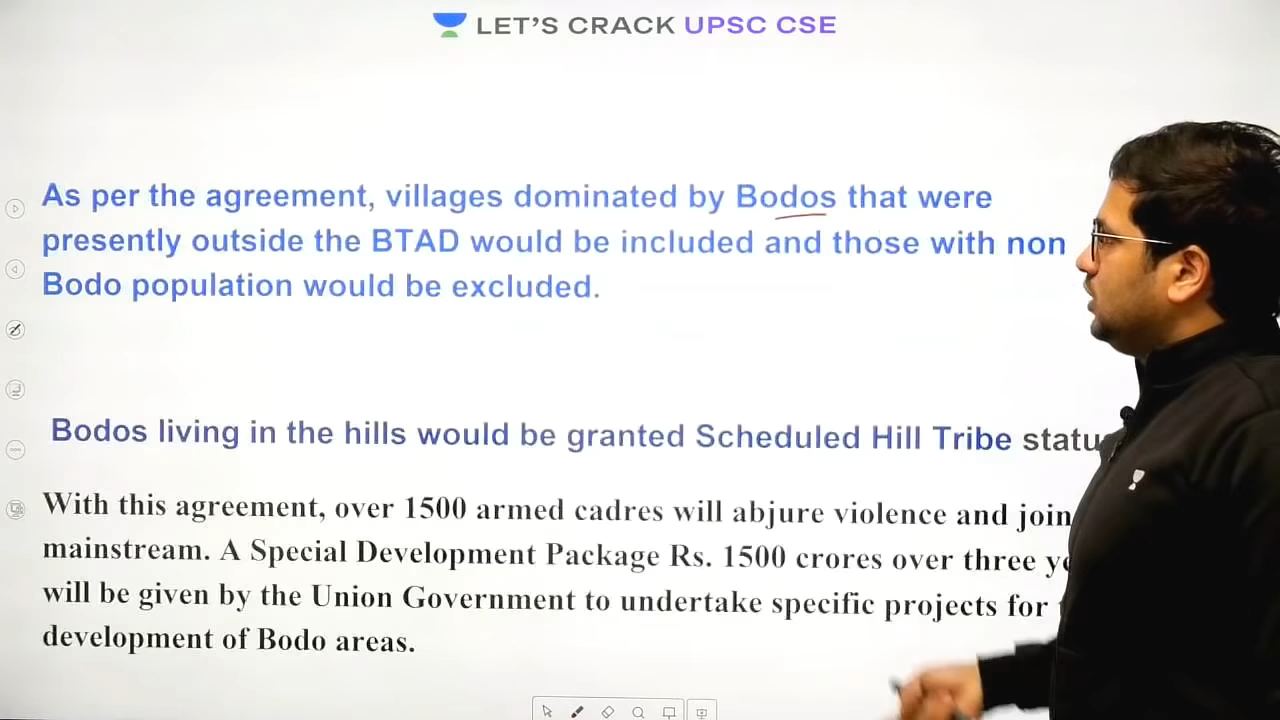 LET'S CRACK UPSC CSE
As per the agreement, villages dominated by Bodos that were
presently outside the BTAD would be included and those with non
Bodo population would be excluded.
Bodos living in the hills would be granted Scheduled Hill Tribe
With this agreement, over 1500 armed cadres will abjure violence and join
mainstream. A Special Development Package Rs. 1500 crores over three
will be given by the Union Government to undertake specific projects for
development of Bodo areas.